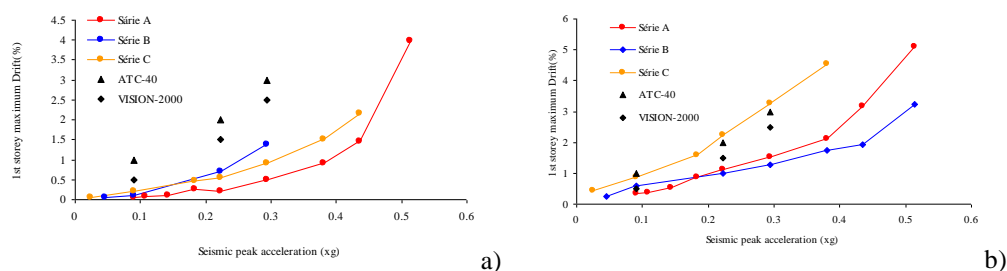 1st storey maximum Drift(%)
4.5
4
3.5
3
2.5
2
1.5
1
0.5
0
0
0.1
0.2
0.3
0.4
0.5
0.6
Série A
Série B
Série C
ATC-40
VISION-2000
Seismic peak acceleration (xg)
a)
1st storey maximum Drift(%)
6
5
4
3
2
1
0
0
0.1
0.2
0.3
0.4
0.5
0.6
Série A
Série B
Série C
ATC-40
VISION-2000
Seismic peak acceleration (xg)
b)